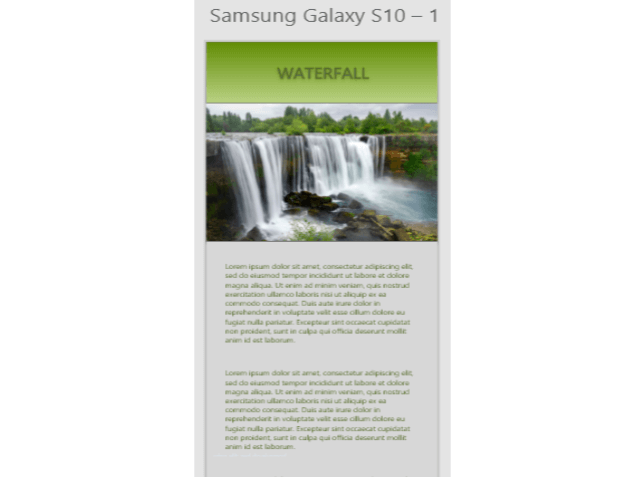 Samsung Galaxy S10 – 1
WATERFALL
Lorem ipsum dolor sit amet, consectetur adipiscing elit,
sed do eiusmod tempor incididunt ut labore et dolore
magna aliqua. Ut enim ad minim veniam, quis nostrud
exercitation ullamco laboris nisi ut aliquip ex ea
commodo consequat. Duis aute irure dolor in
reprehenderit in voluptate velit esse cillum dolore eu
fugiat nulla pariatur. Excepteur sint occaecat cupidatat
non proident, sunt in culpa qui officia deserunt mollit
anim id est laborum.
Lorem ipsum dolor sit amet, consectetur adipiscing elit,
sed do eiusmod tempor incididunt ut labore et dolore
magna aliqua. Ut enim ad minim veniam, quis nostrud
exercitation ullamco laboris nisi ut aliquip ex ea
commodo consequat. Duis aute irure dolor in
reprehenderit in voluptate velit esse cillum dolore eu
fugiat nulla pariatur. Excepteur sint occaecat cupidatat
non proident, sunt in culpa qui officia deserunt mollit
anim id est laborum.